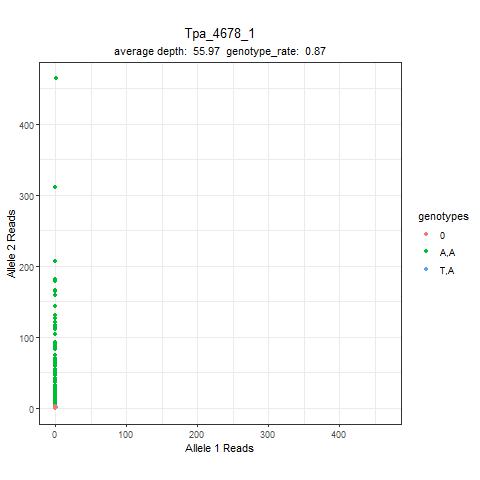 Tpa_4678_1
average depth:  55.97  genotype_rate:  0.87
Allele 2 Reads
400
300
200
100
0
0 100 200 300 400
Allele 1 Reads
genotypes
0
A,A
T,A